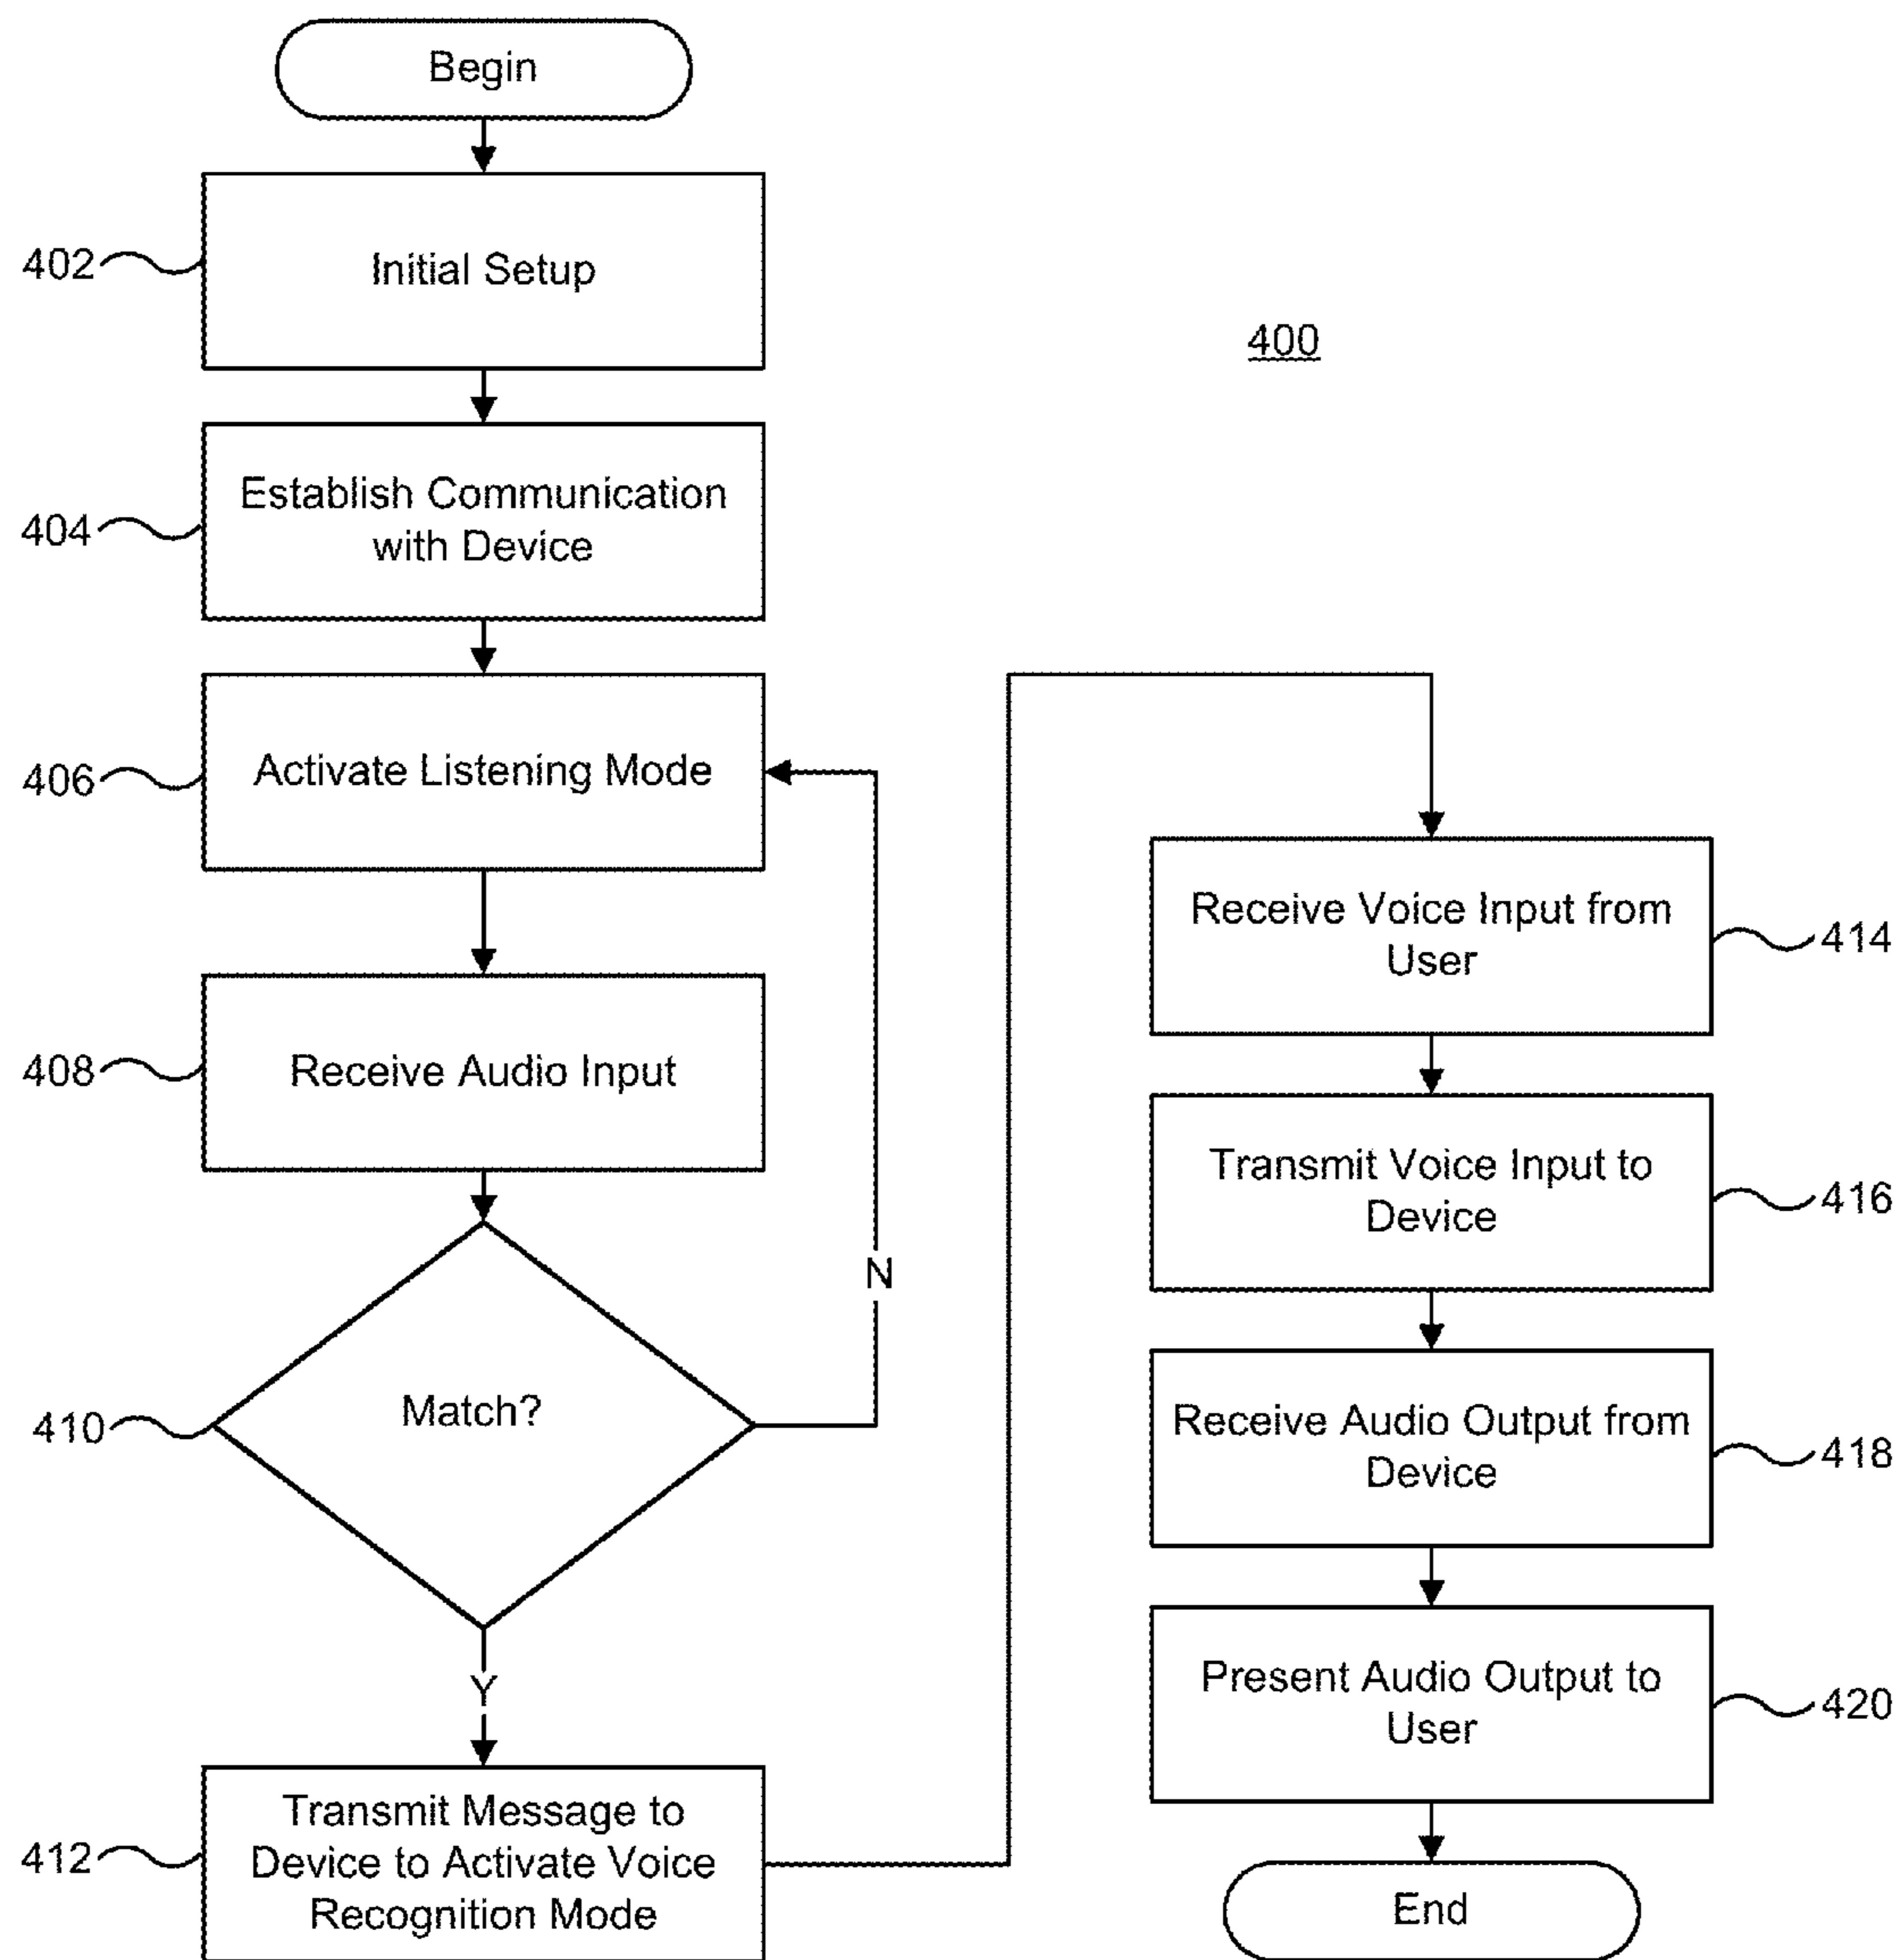 Begin
402
Initial Setup
400
404
Establish Communication
with Device
406
Activate Listening Mode
408
Receive Audio Input
410
Match?
N
Y
412
Transmit Message to
Device to Activate Voice
Recognition Mode
Receive Voice Input from
User
414
Transmit Voice Input to
Device
416
Receive Audio Output from
Device
418
Present Audio Output to
User
420
End